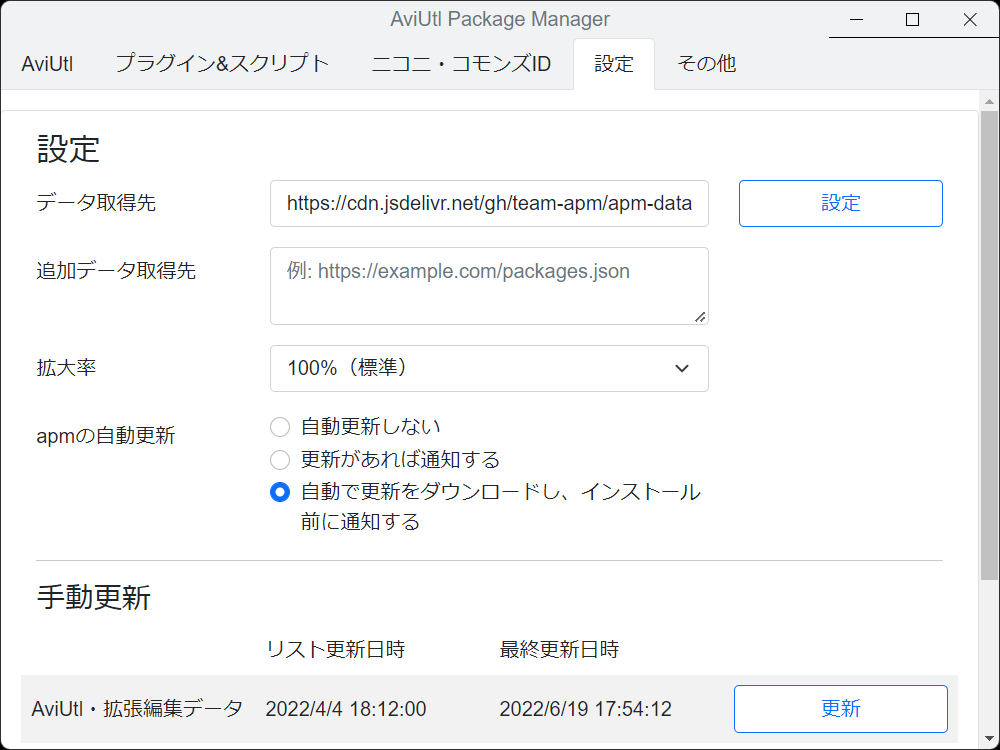 AviUtl Package Manager
AviUtl プラグイン&スクリプト ニコニ・コモンズID 設定 その他
設定
データ取得先 https://cdn.jsdelivr.net/gh/team-apm/apm-data 設定
追加データ取得先 例: https://example.com/packages.json
拡大率 100%（標準）
apmの自動更新 自動更新しない
更新があれば通知する
自動で更新をダウンロードし、インストール
前に通知する
手動更新
リスト更新日時 最終更新日時
AviUtl・拡張編集データ 2022/4/4 18:12:00 2022/6/19 17:54:12 更新